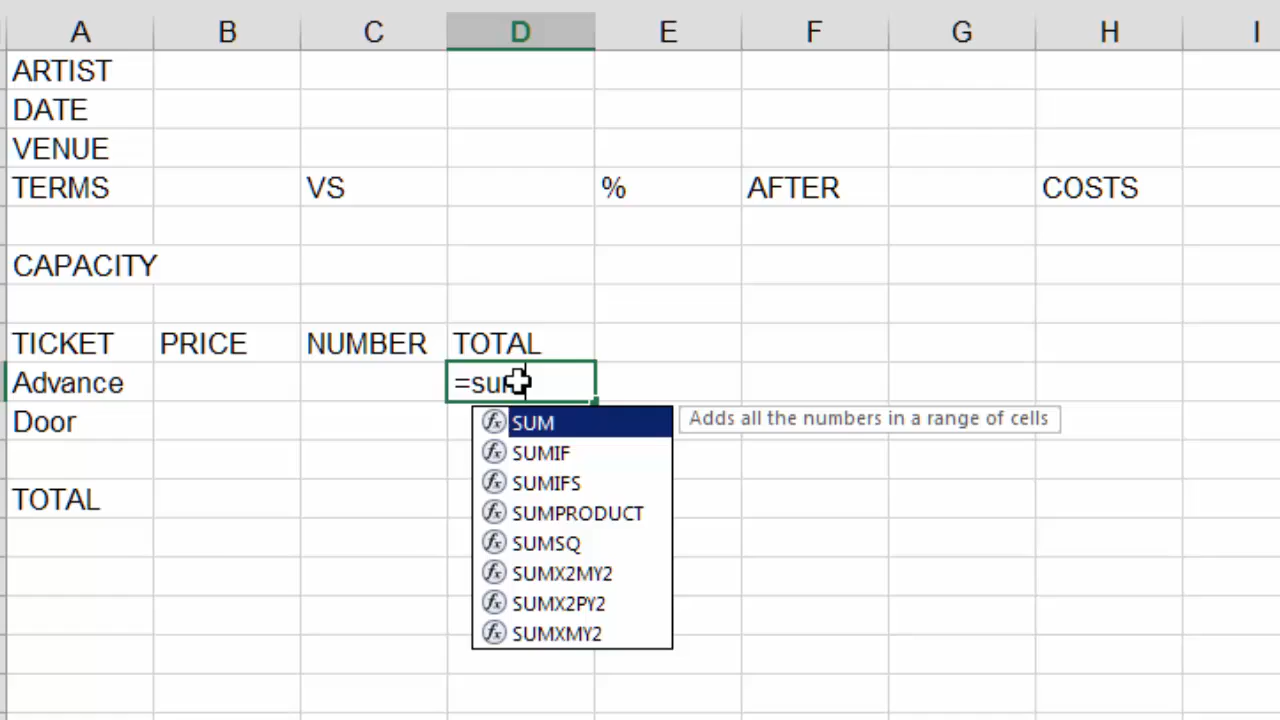 A B C D E F G H I
ARTIST
DATE
VENUE
TERMS VS % AFTER COSTS
CAPACITY
TICKET PRICE NUMBER TOTAL
Advance =sum
Door
SUM Adds all the numbers in a range of cells
SUMIF
SUMIFS
TOTAL
SUMPRODUCT
SUMSQ
SUMX2MY2
SUMX2PY2
SUMXMY2